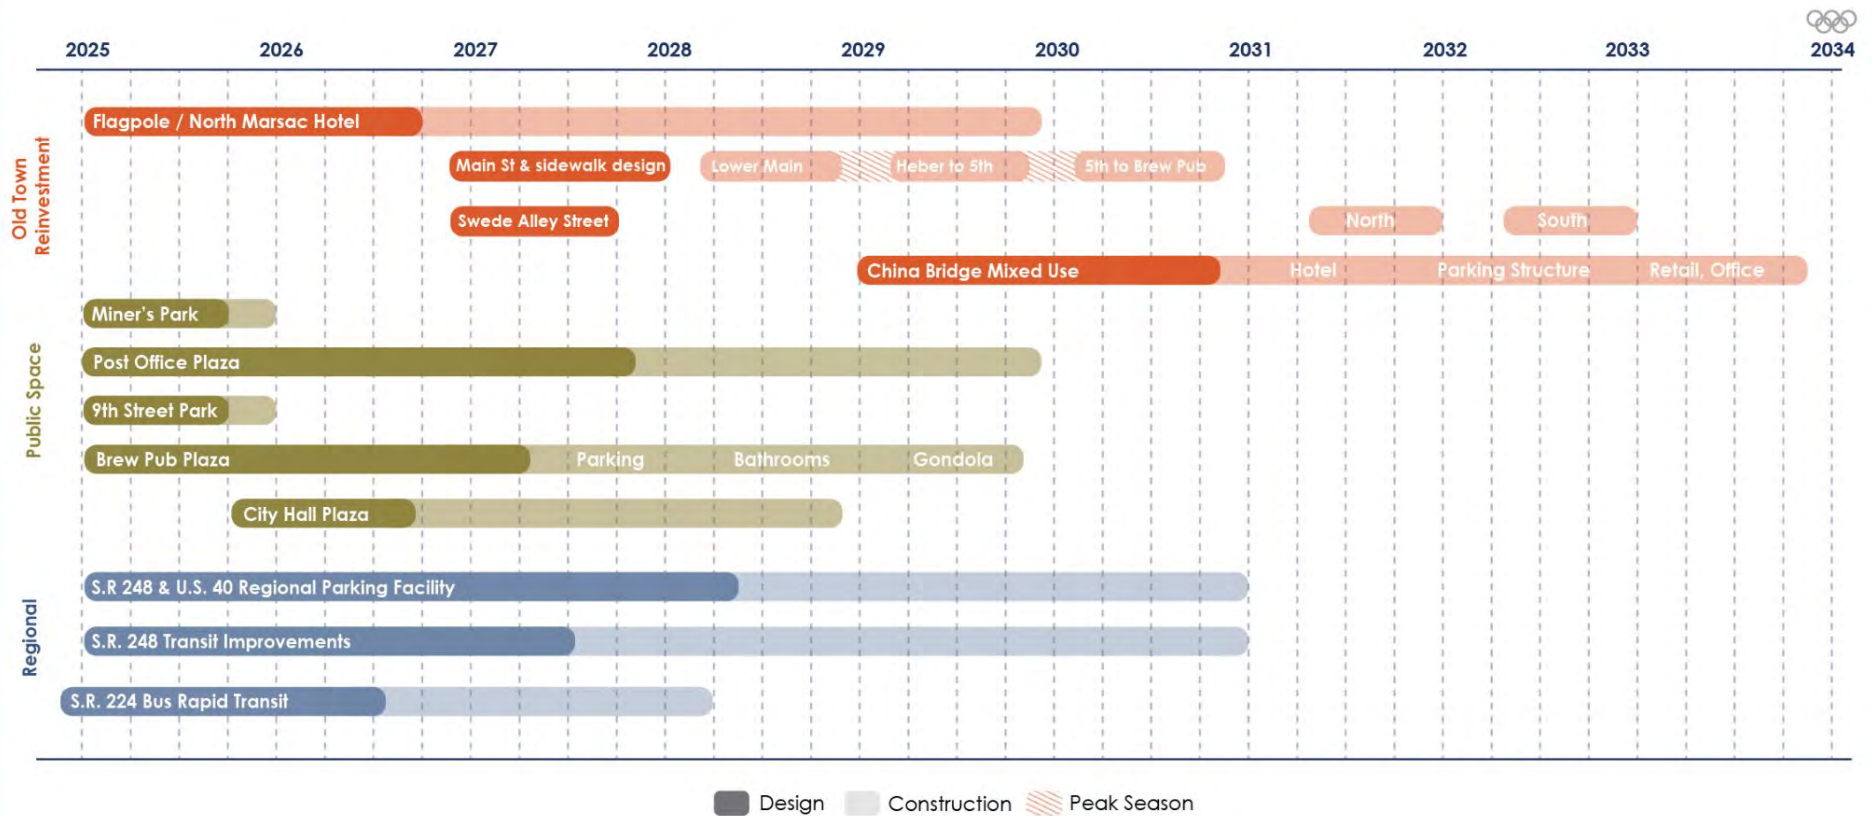 2025 2026 2027 2028 2029 2030 2031 2032 2033 2034
Old Town
Reinvestment
Flagpole / North Marsac Hotel
Main St & sidewalk design Lower Main Heber to 5th 5th to Brew Pub
Swede Alley Street North South
China Bridge Mixed Use Hotel Parking Structure Retail, Office
Public Space
Miner's Park
Post Office Plaza
9th Street Park
Brew Pub Plaza Parking Bathrooms Gondola
City Hall Plaza
Regional
S.R 248 & U.S. 40 Regional Parking Facility
S.R. 248 Transit Improvements
S.R. 224 Bus Rapid Transit
Design Construction Peak Season